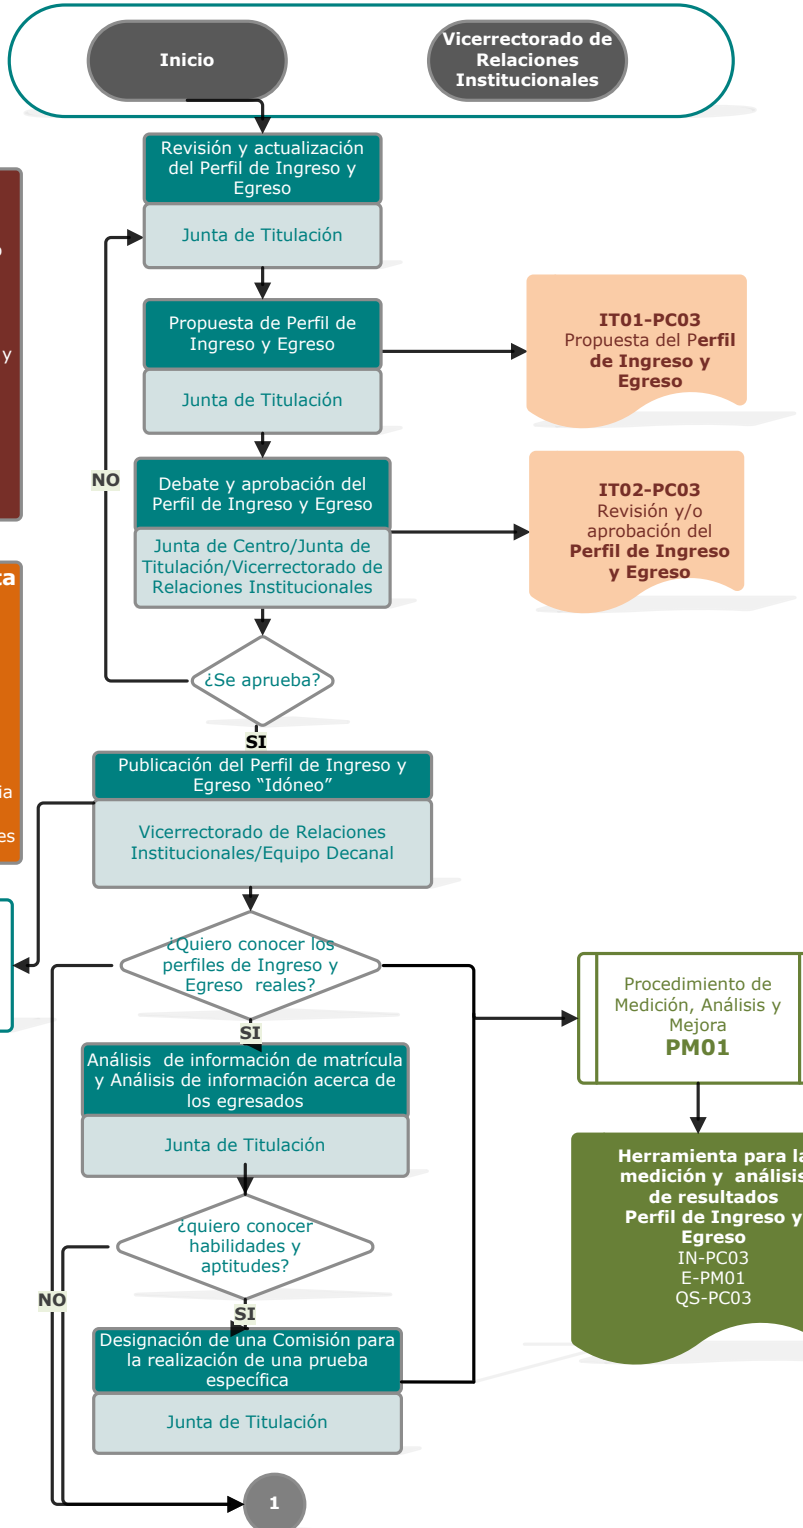 Inicio
Vicerrectorado de
Relaciones
Institucionales
Revisión y actualización
del Perfil de Ingreso y
Egreso
Junta de Titulación
Propuesta de Perfil de
Ingreso y Egreso
Junta de Titulación
IT01-PC03
Propuesta del Perfil
de Ingreso y
Egreso
y
NO
Debate y aprobación del
Perfil de Ingreso y Egreso
Junta de Centro/Junta de
Titulación/Vicerrectorado de
Relaciones Institucionales
IT02-PC03
Revisión y/o
aprobación del
Perfil de Ingreso
y Egreso
¿Se aprueba?
SI
Publicación del Perfil de Ingreso y
Egreso “Idóneo”
Vicerrectorado de Relaciones
Institucionales/Equipo Decanal
¿Quiero conocer los
perfiles de Ingreso y
Egreso reales?
SI
Procedimiento de
Medición, Análisis y
Mejora
PM01
Análisis de información de matrícula
y Análisis de información acerca de
los egresados
Junta de Titulación
Herramienta para la
medición y análisis
de resultados
Perfil de Ingreso y
Egreso
IN-PC03
E-PM01
QS-PC03
¿quiero conocer
habilidades y
aptitudes?
NO
SI
Designación de una Comisión para
la realización de una prueba
específica
Junta de Titulación
1